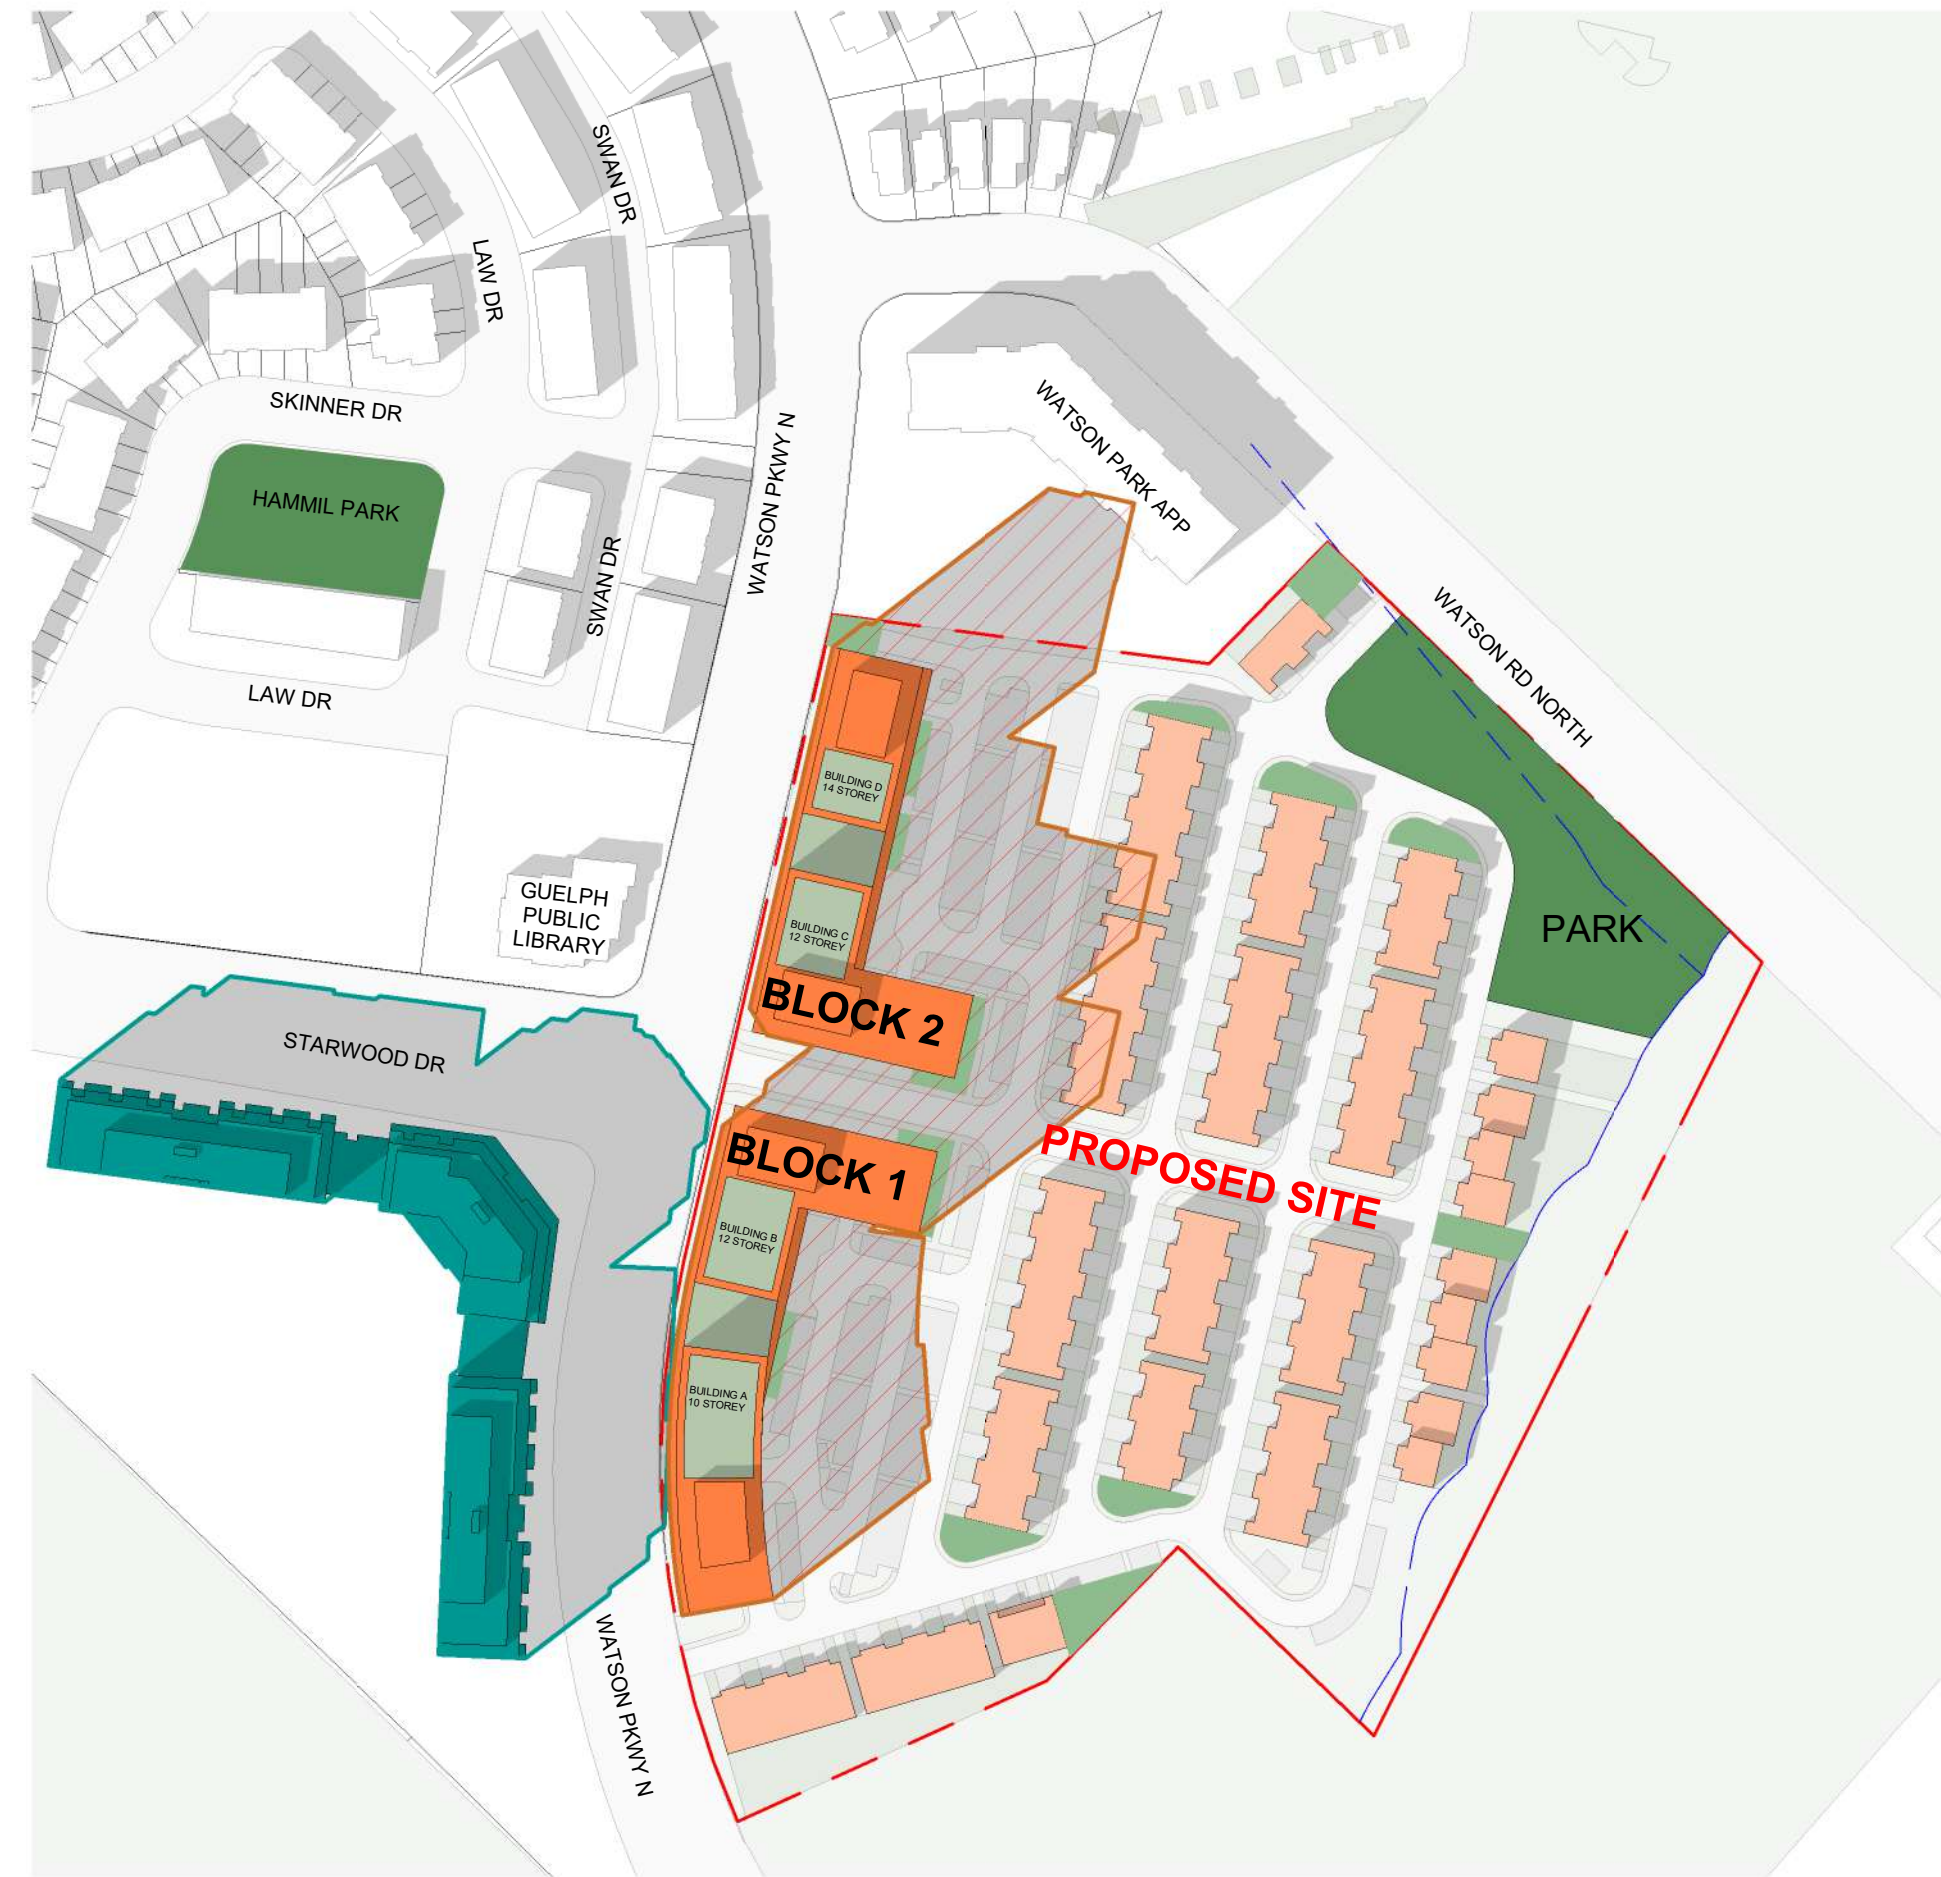 SWAN DR
LAW DR
SKINNER DR
HAMMIL PARK
WATSON PKWY N
WATSON PARK APP
SWAN DR
LAW DR
WATSON RD NORTH
BUILDING D
14 STOREY
GUELPH
PUBLIC
LIBRARY
BUILDING C
12 STOREY
PARK
BLOCK 2
STARWOOD DR
BLOCK 1
PROPOSED SITE
BUILDING B
12 STOREY
BUILDING A
10 STOREY
WATSON PKWY N